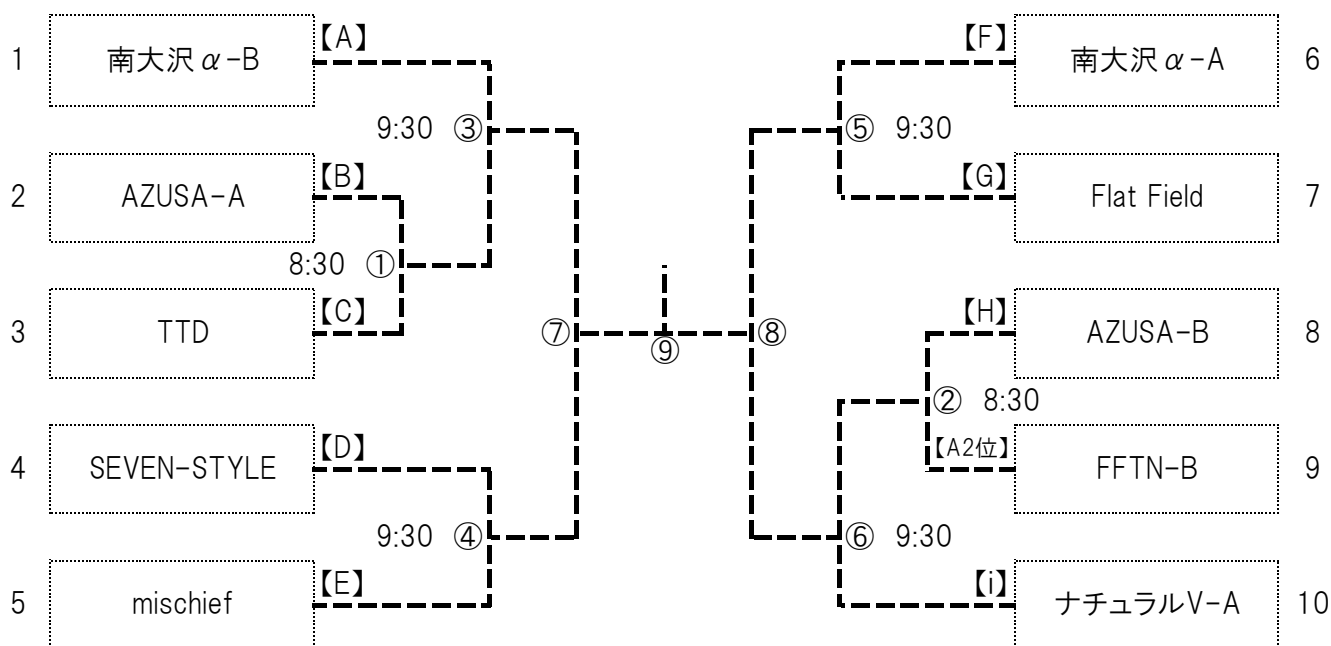 1 南大沢α-B 【A】
9:30 ③
2 AZUSA-A 【B】
8:30 ①
3 TTD 【C】
4 SEVEN-STYLE 【D】
9:30 ④
5 mischief 【E】
⑦
⑨
⑧
【F】 南大沢α-A 6
⑤ 9:30
【G】 Flat Field 7
【H】 AZUSA-B 8
② 8:30
【A2位】 FFTN-B 9
⑥ 9:30
【i】 ナチュラルV-A 10